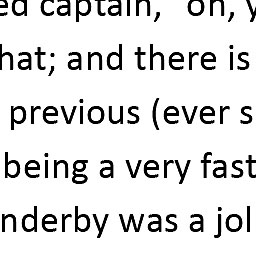 ed captain, "oh, y
hat; and there is
previous (ever s
being a very fast
nderby was a jol